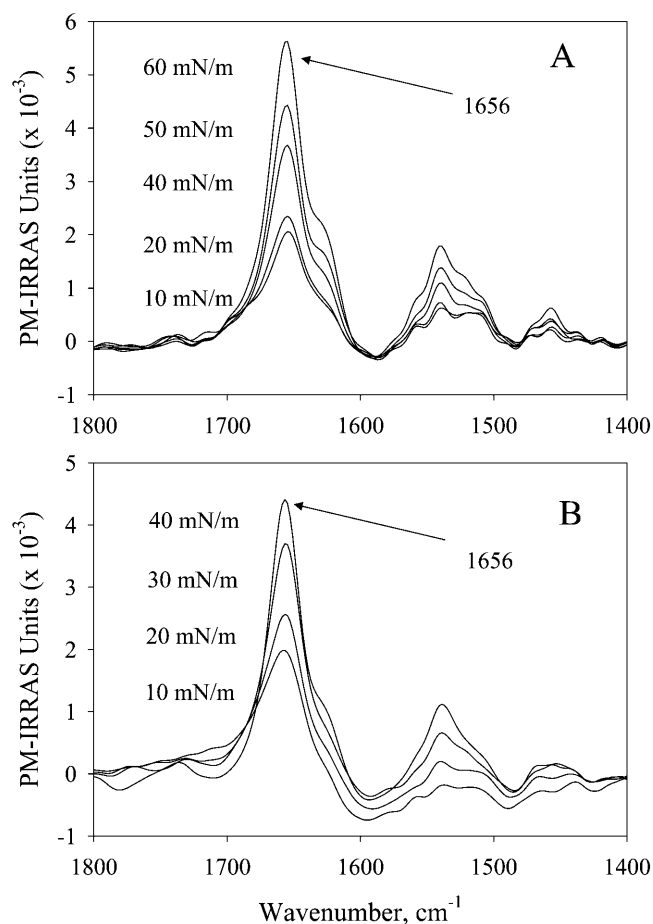 A
PM-IRRAS Units (x 10-3)
6
5
4
3
2
1
0
-1
60 mN/m
50 mN/m
40 mN/m
20 mN/m
10 mN/m
1656
1800 1700 1600 1500 1400
B
PM-IRRAS Units (x 10-3)
5
4
3
2
1
0
-1
40 mN/m
30 mN/m
20 mN/m
10 mN/m
1656
1800 1700 1600 1500 1400
Wavenumber, cm-1